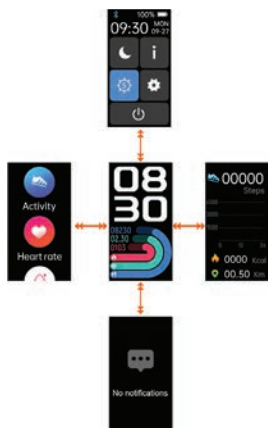 100%
09:30 MON
09-27
Activity
Heart rate
08
30
08230
02.30
0103
00000
Steps
0000 Kcal
00.50 Km
No notifications